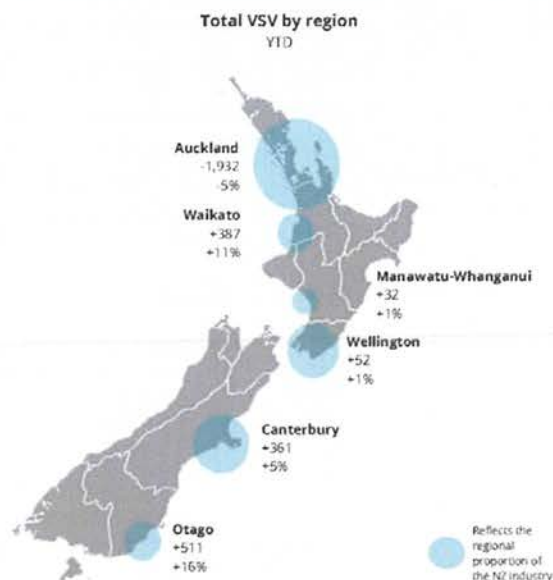 Total VSV by region
YTD
Auckland
-1,932
-5%
Waikato
+387
+11%
Manawatu-Whanganui
+32
+1%
Wellington
+52
+1%
Canterbury
+361
+5%
Otago
+511
+16%
Reflects the
regional
proportion of
the NZ industry